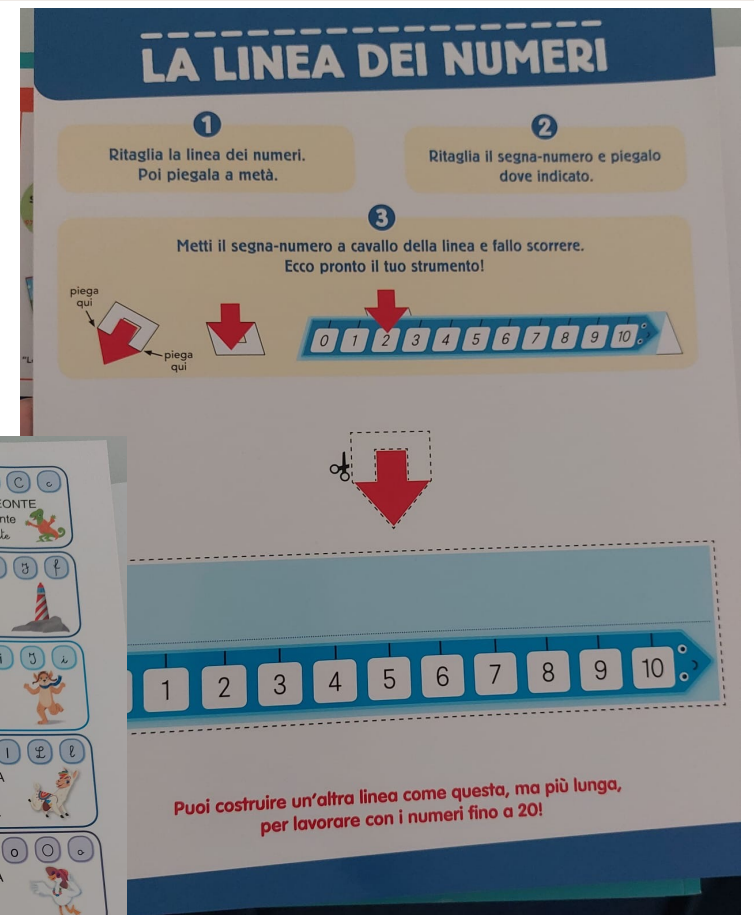 LA LINEA DEI NUMERI
1
Ritaglia la linea dei numeri.
Poi piegala a metà.
2
Ritaglia il segna-numero e piegalo
dove indicato.
3
Metti il segna-numero a cavallo della linea e fallo scorrere.
Ecco pronto il tuo strumento!
piega
qui
piega
qui
0 1 2 3 4 5 6 7 8 9 10
1 2 3 4 5 6 7 8 9 10
Puoi costruire un'altra linea come questa, ma più lunga,
per lavorare con i numeri fino a 20!
C c
EONTE
nte
te
F f
i I i
A
l L l
o O o
A